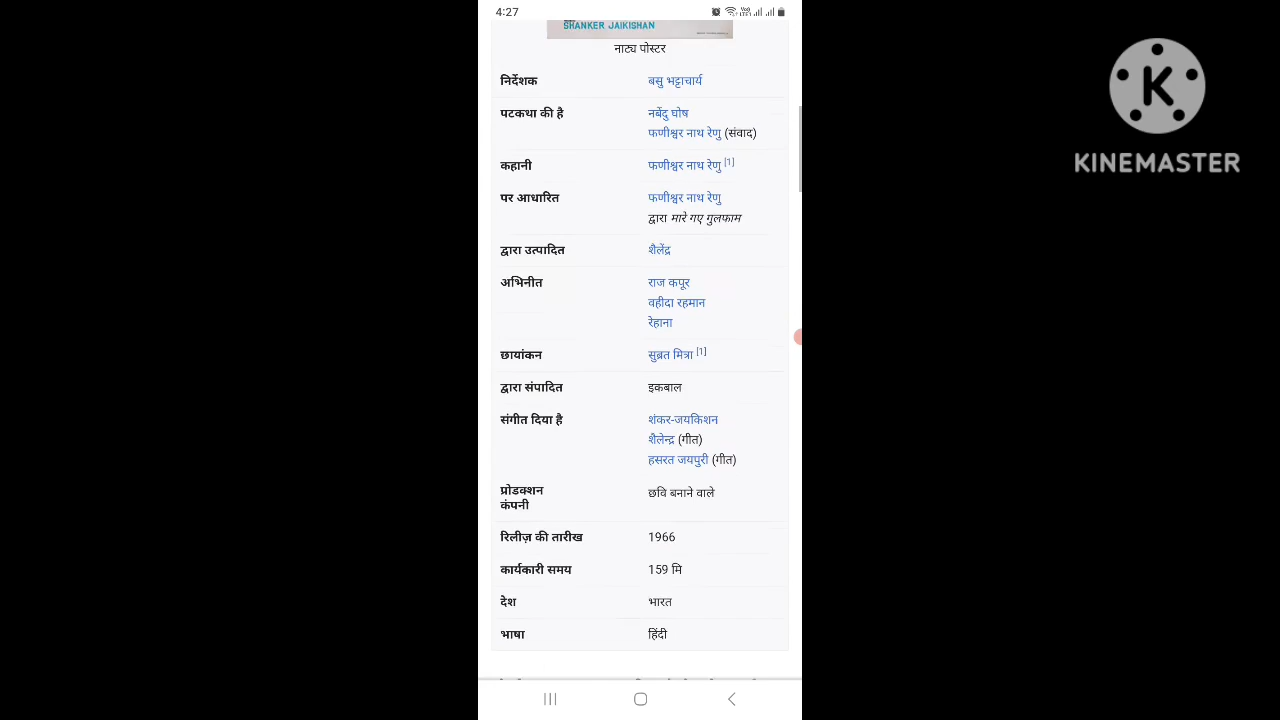 4:27
SHANKER JAIKISHAN
नाट्य पोस्टर
निर्देशक बसु भट्टाचार्य
पटकथा की है नबेंदु घोष
फणीश्वर नाथ रेणु (संवाद)
कहानी फणीश्वर नाथ रेणु [1]
पर आधारित फणीश्वर नाथ रेणु
द्वारा मारे गए गुलफाम
द्वारा उत्पादित शैलेंद्र
अभिनीत राज कपूर
वहीदा रहमान
रेहाना
छायांकन सुब्रत मित्रा [1]
द्वारा संपादित इकबाल
संगीत दिया है शंकर-जयकिशन
शैलेन्द्र (गीत)
हसरत जयपुरी (गीत)
प्रोडक्शन
कंपनी छवि बनाने वाले
रिलीज़ की तारीख 1966
कार्यकारी समय 159 मि
देश भारत
भाषा हिंदी
K
KINEMASTER